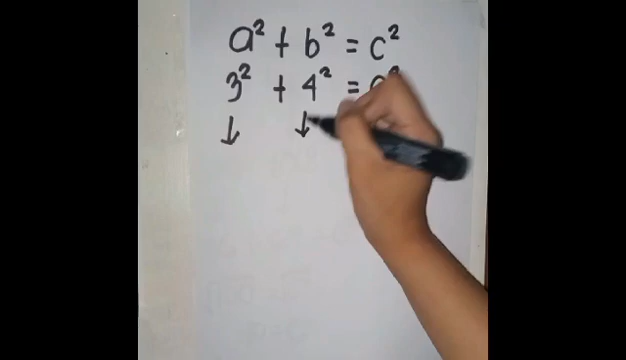 a² + b² = c²
3² + 4² =
↓ ↓